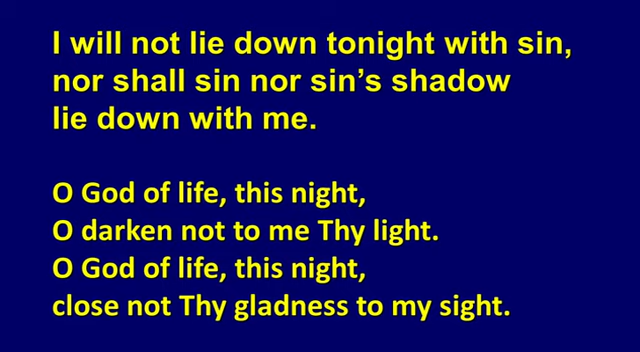 I will not lie down tonight with sin,
nor shall sin nor sin’s shadow
lie down with me.
O God of life, this night,
O darken not to me Thy light.
O God of life, this night,
close not Thy gladness to my sight.